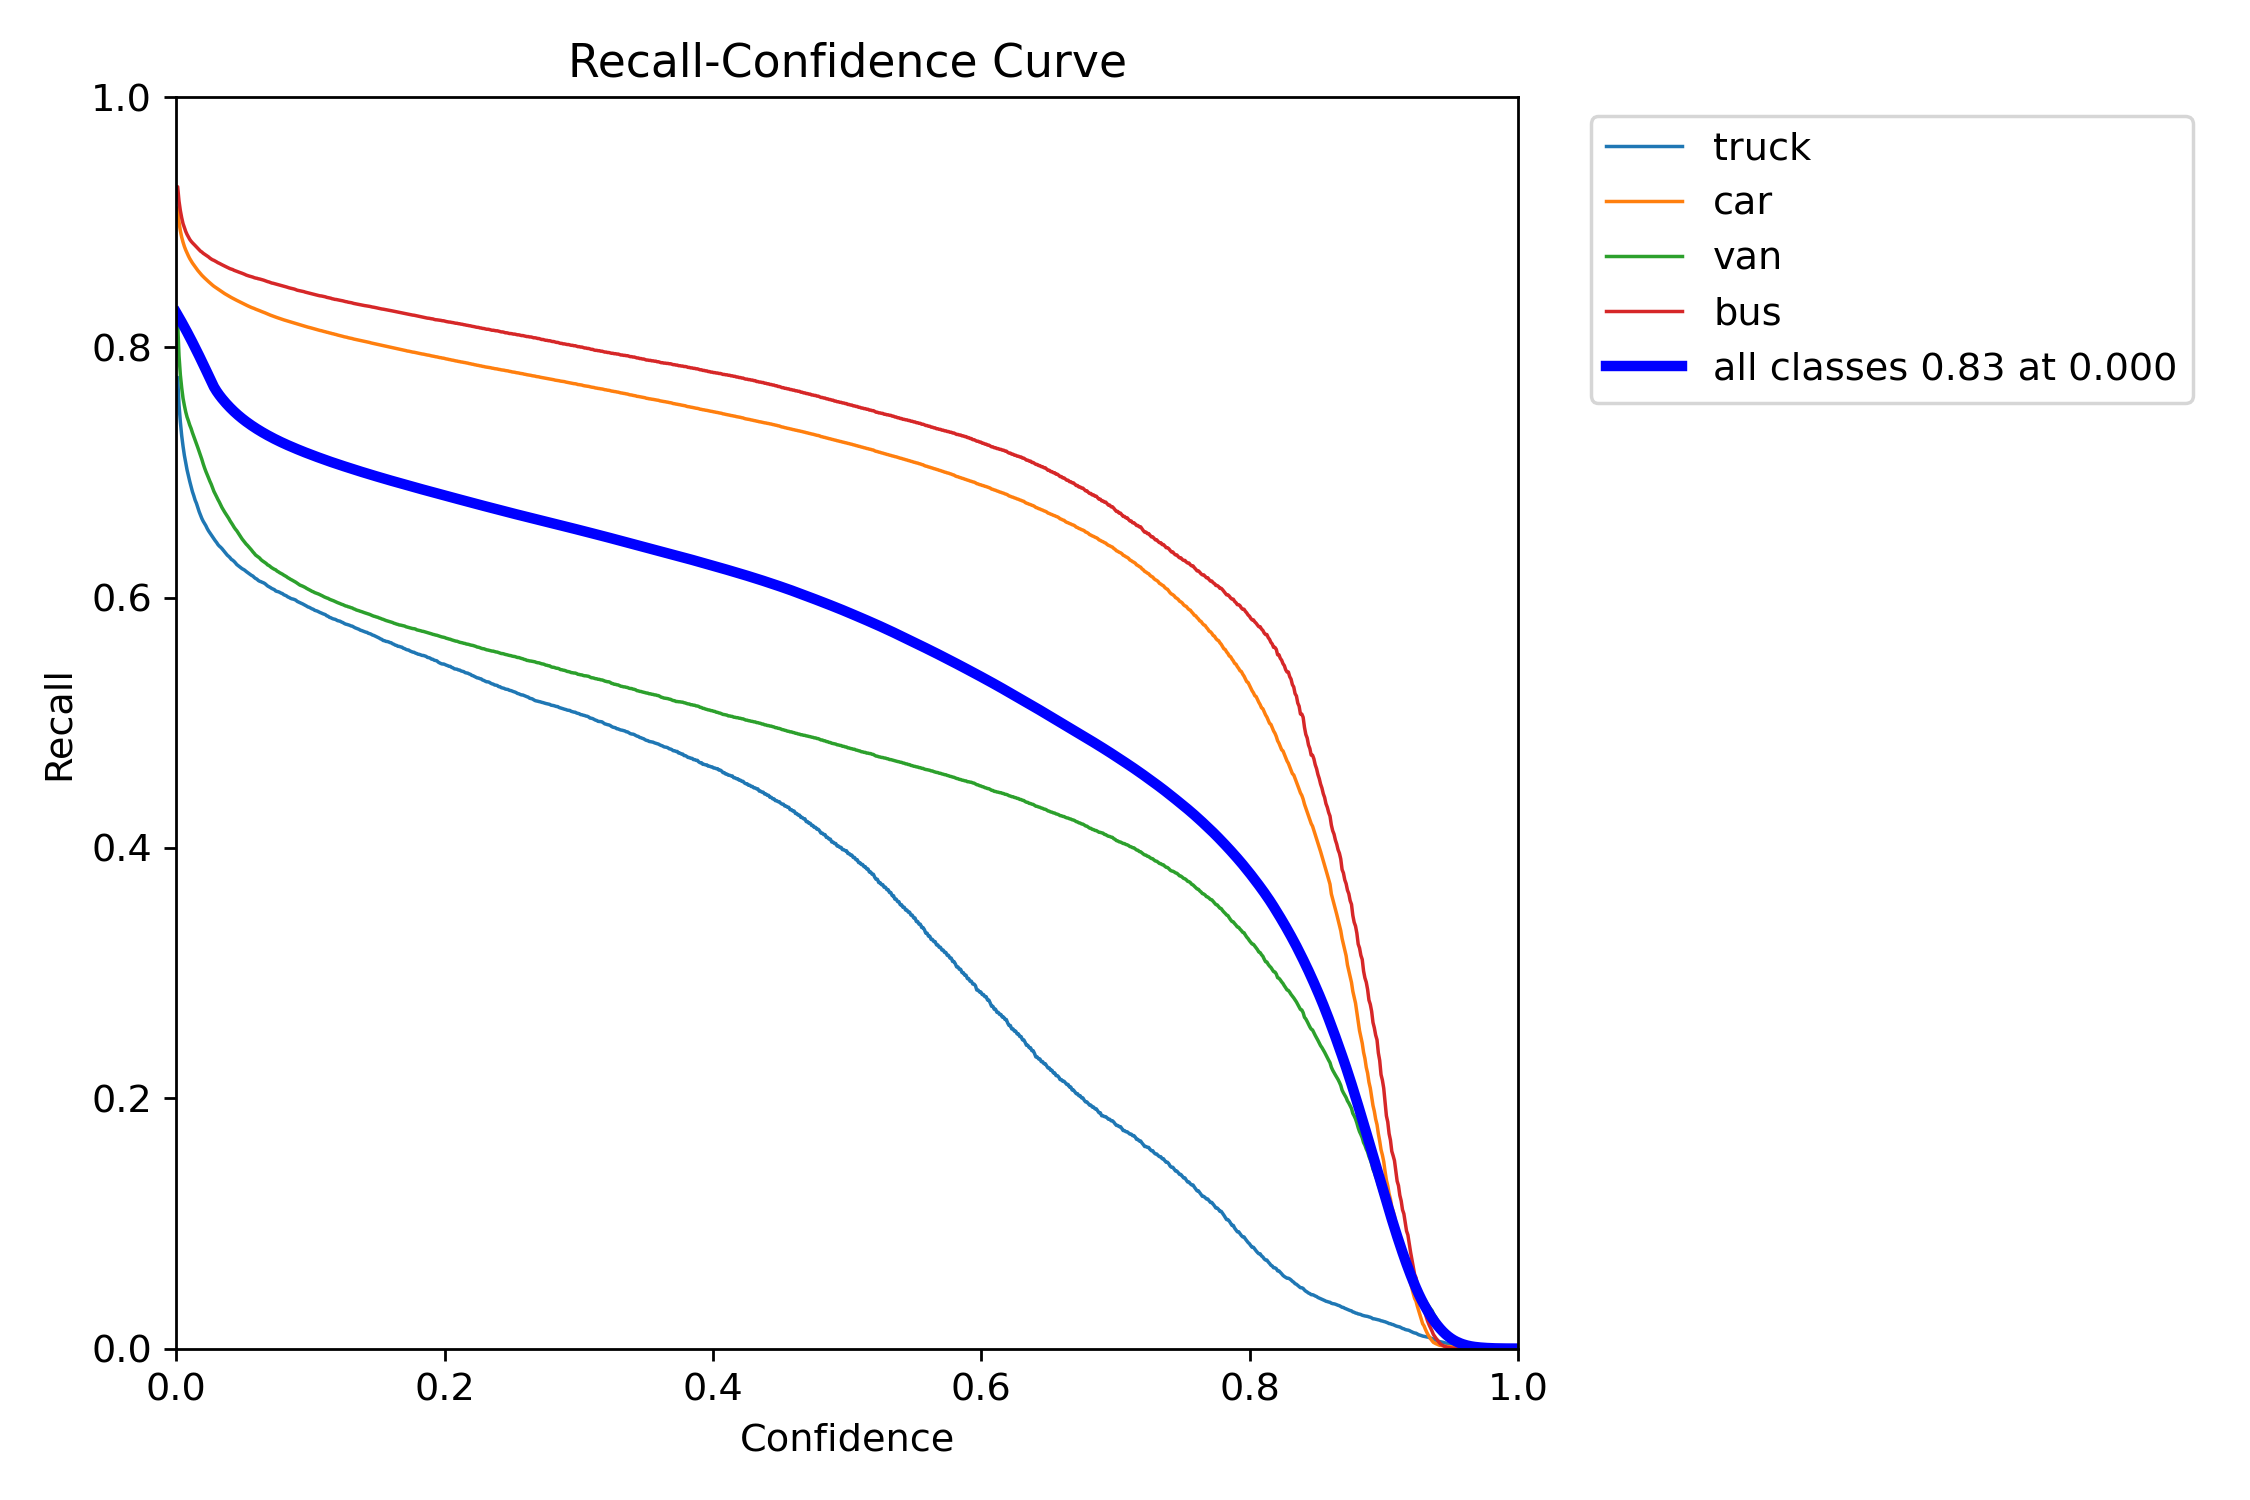 Recall-Confidence Curve
1.0
0.8
0.6
0.4
0.2
0.0
Recall
0.0 0.2 0.4 0.6 0.8 1.0
Confidence
truck
car
van
bus
all classes 0.83 at 0.000